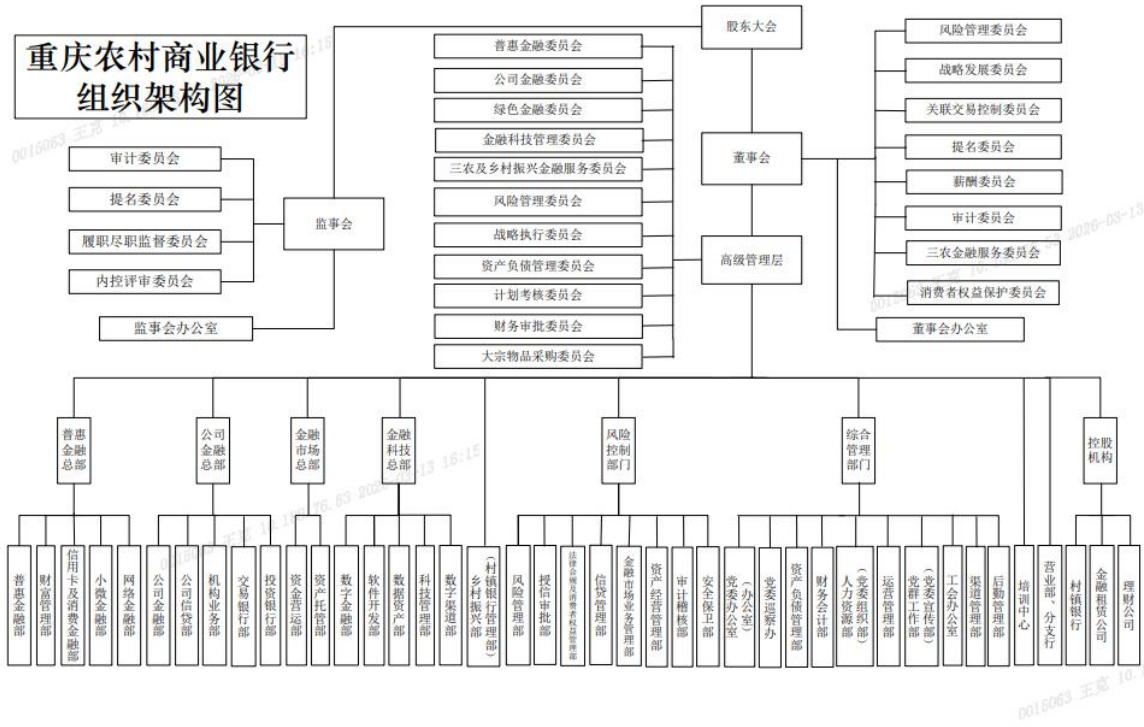 重庆农村商业银行
组织架构图
股东大会
董事会
高级管理层
监事会
审计委员会
提名委员会
履职尽职监督委员会
内控评审委员会
监事会办公室
普惠金融委员会
公司金融委员会
绿色金融委员会
金融科技管理委员会
三农及乡村振兴金融服务委员会
风险管理委员会
战略执行委员会
资产负债管理委员会
计划考核委员会
财务审批委员会
大宗物品采购委员会
风险管理委员会
战略发展委员会
关联交易控制委员会
提名委员会
薪酬委员会
审计委员会
三农金融服务委员会
消费者权益保护委员会
董事会办公室
普惠
金融
总部
公司
金融
总部
金融
市场
总部
金融
科技
总部
风险
控制
部门
综合
管理
部门
控股
机构
普惠金融部
财富管理部
信用卡及消费金融部
小微金融部
网络金融部
公司金融部
公司信贷部
机构业务部
交易银行部
投资银行部
资金营运部
资产托管部
数字金融部
软件开发部
数据资产部
科技管理部
数字渠道部
乡村振兴部
（村镇银行管理部）
风险管理部
授信审批部
法律合规及消费者权益管理部
信贷管理部
金融市场业务管理部
资产经营管理部
审计稽核部
安全保卫部
党委办公室
（办公室）
党委巡察办
资产负债管理部
财务会计部
人力资源部
（党委组织部）
运营管理部
党群工作部
（党委宣传部）
工会办公室
渠道管理部
后勤管理部
培训中心
营业部、分支行
村镇银行
金融租赁公司
理财公司